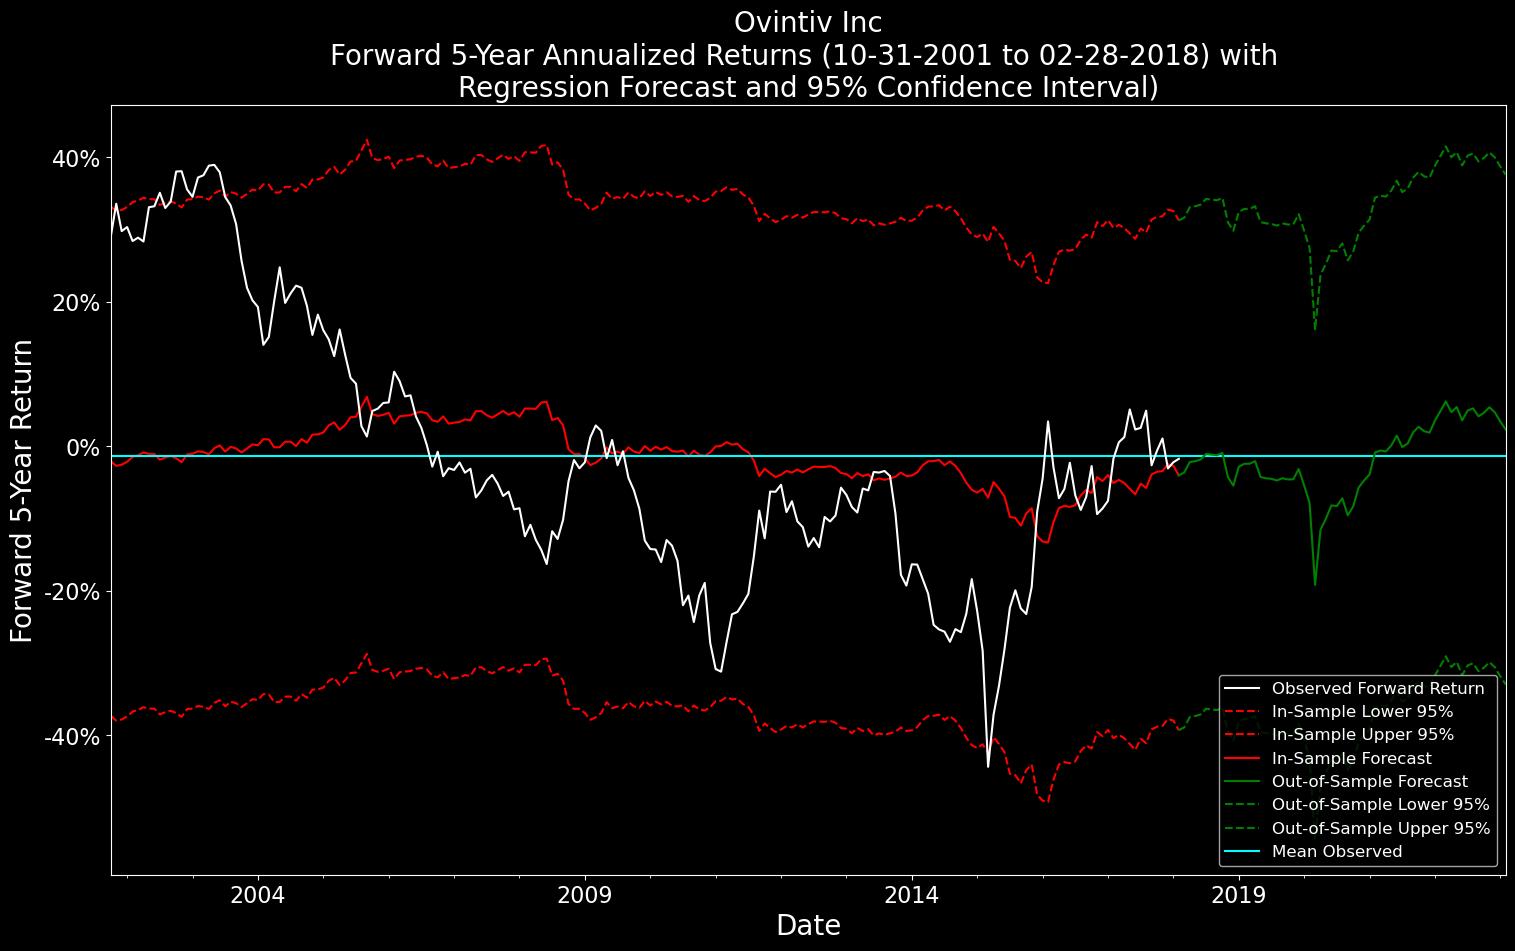 Ovintiv Inc
Forward 5-Year Annualized Returns (10-31-2001 to 02-28-2018) with
Regression Forecast and 95% Confidence Interval)
Forward 5-Year Return
40%
20%
0%
-20%
-40%
2004
2009
2014
2019
Date
Observed Forward Return
In-Sample Lower 95%
In-Sample Upper 95%
In-Sample Forecast
Out-of-Sample Forecast
Out-of-Sample Lower 95%
Out-of-Sample Upper 95%
Mean Observed